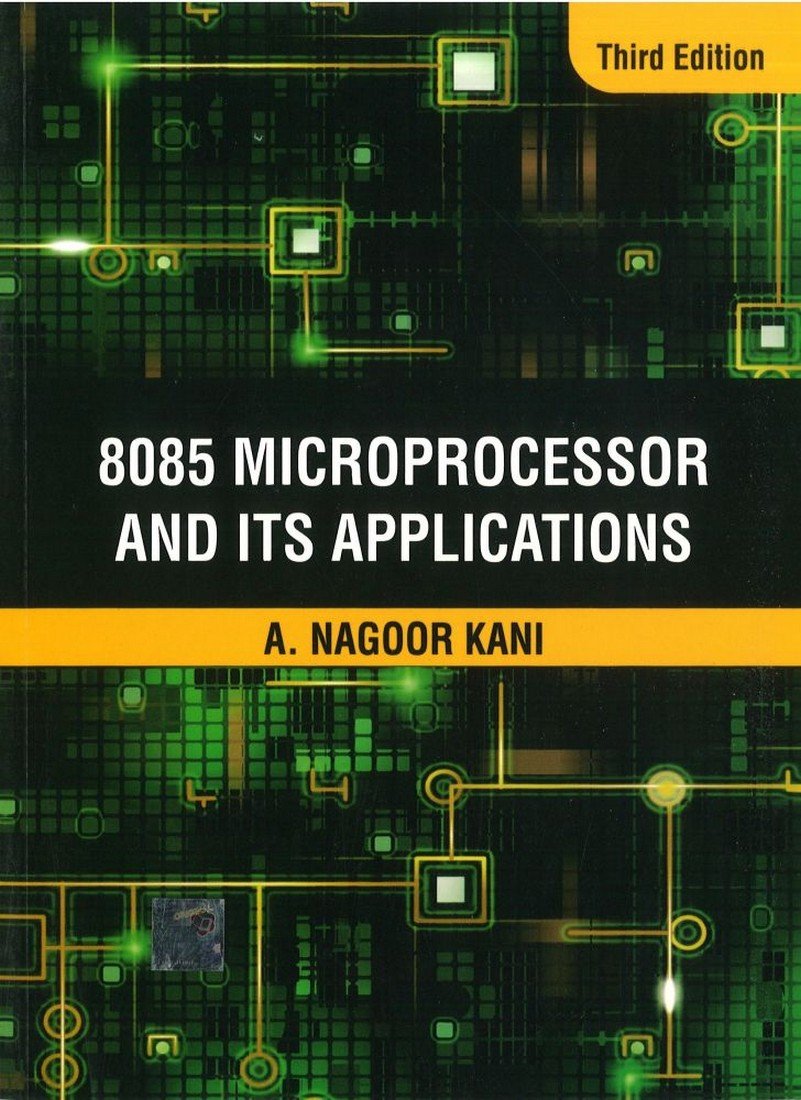 Third Edition
8085 MICROPROCESSOR
AND ITS APPLICATIONS
A. NAGOOR KANI